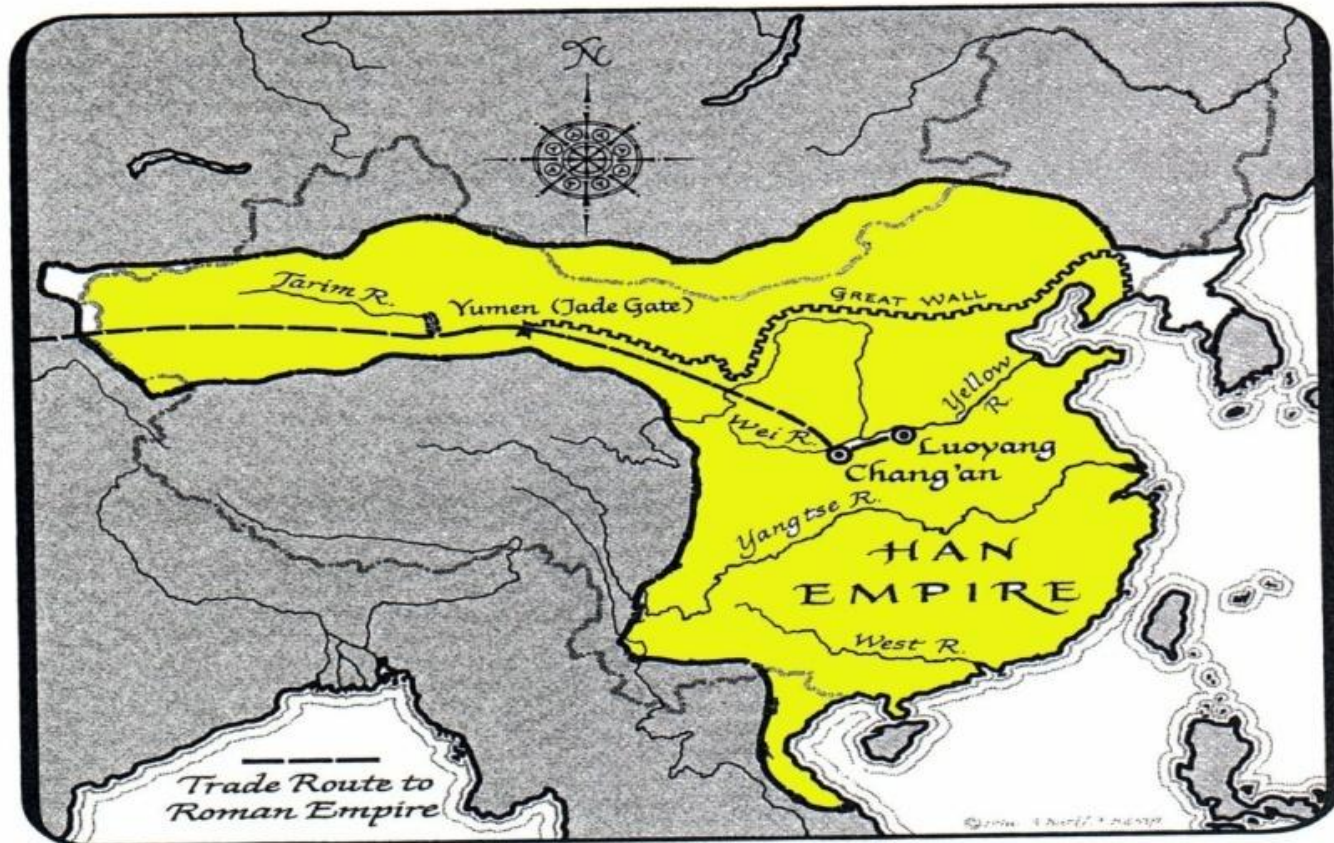 N
Tarim R.
Yumen (Jade Gate)
GREAT WALL
Yellow
R.
Wei R.
Luoyang
Chang'an
Yangtse R.
HAN
EMPIRE
West R.
Trade Route to
Roman Empire